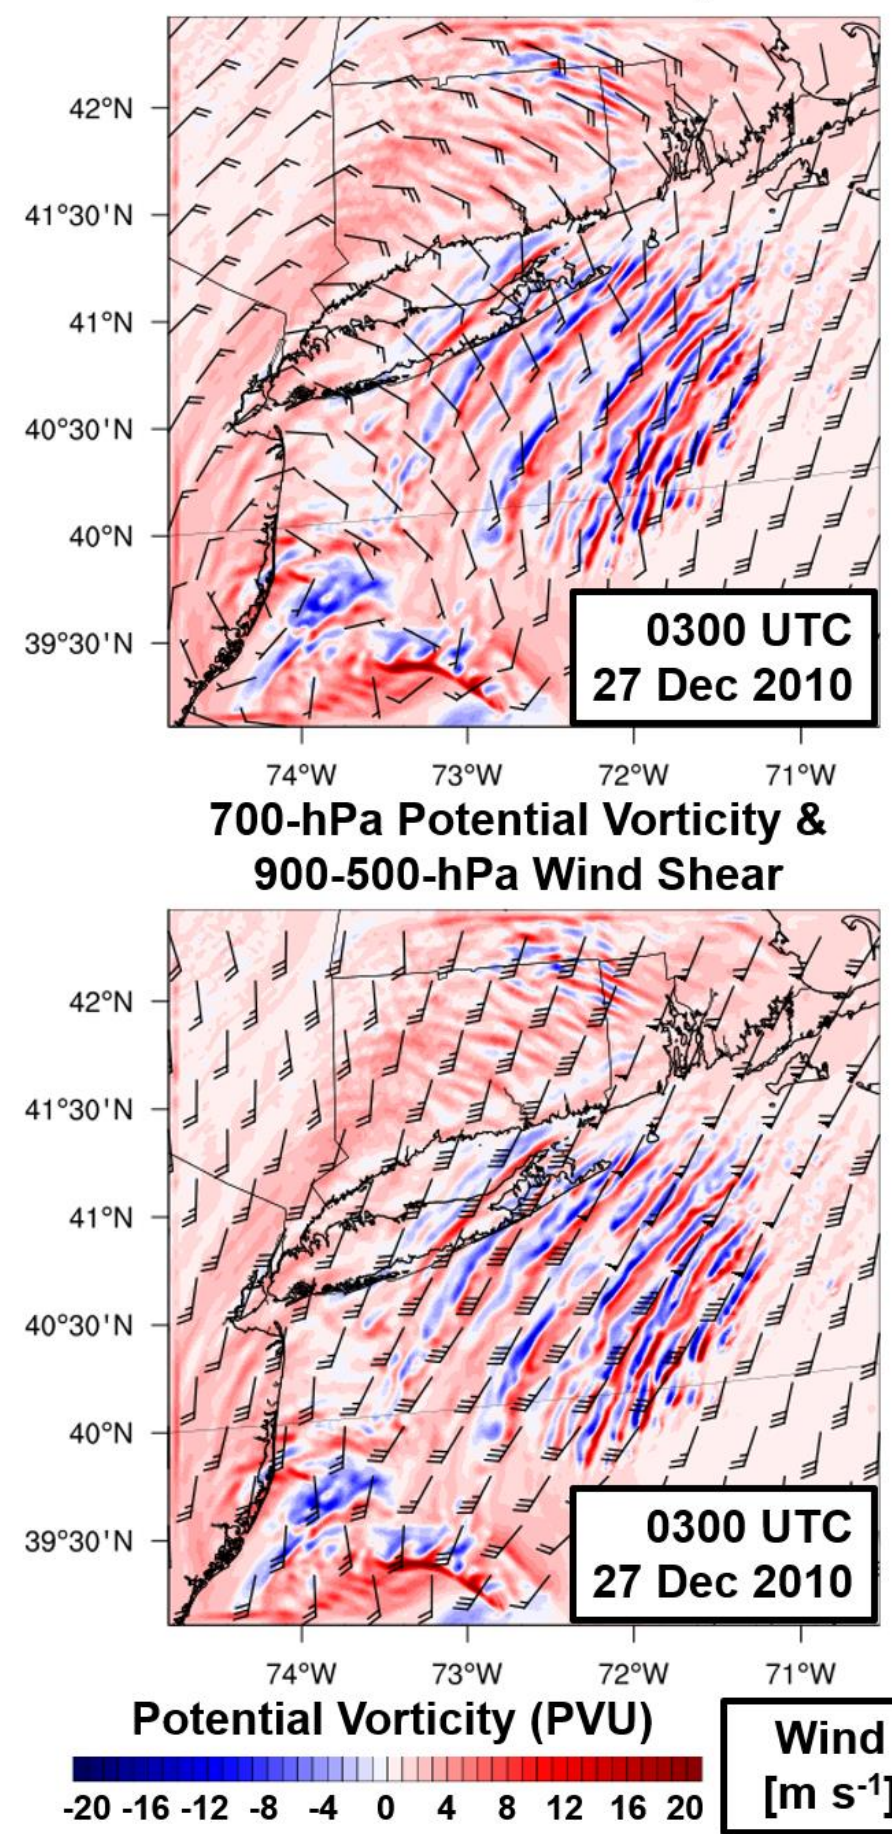 42°N
41°30'N
41°N
40°30'N
40°N
39°30'N
0300 UTC
27 Dec 2010
74°W 73°W 72°W 71°W
700-hPa Potential Vorticity &
900-500-hPa Wind Shear
42°N
41°30'N
41°N
40°30'N
40°N
39°30'N
0300 UTC
27 Dec 2010
74°W 73°W 72°W 71°W
Potential Vorticity (PVU)
-20 -16 -12 -8 -4 0 4 8 12 16 20
Wind
[m s-1]